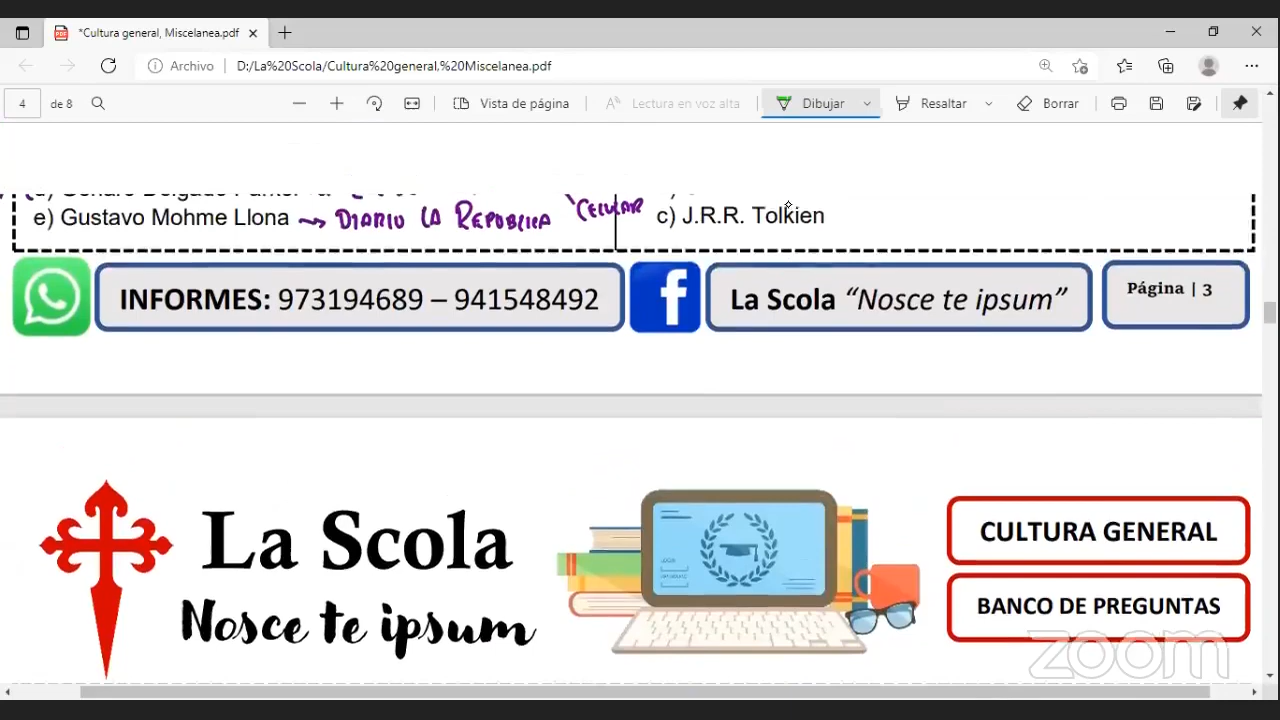 *Cultura general, Miscelanea.pdf
Archivo D:/La%20Scola/Cultura%20general,%20Miscelanea.pdf
4 de 8 Vista de página Lectura en voz alta Dibujar Resaltar Borrar
e) Gustavo Mohme Llona → DIARIO LA REPÚBLICA CELULAR
c) J.R.R. Tolkien
INFORMES: 973194689 – 941548492
La Scola “Nosce te ipsum”
Página | 3
La Scola
Nosce te ipsum
CULTURA GENERAL
BANCO DE PREGUNTAS
zoom